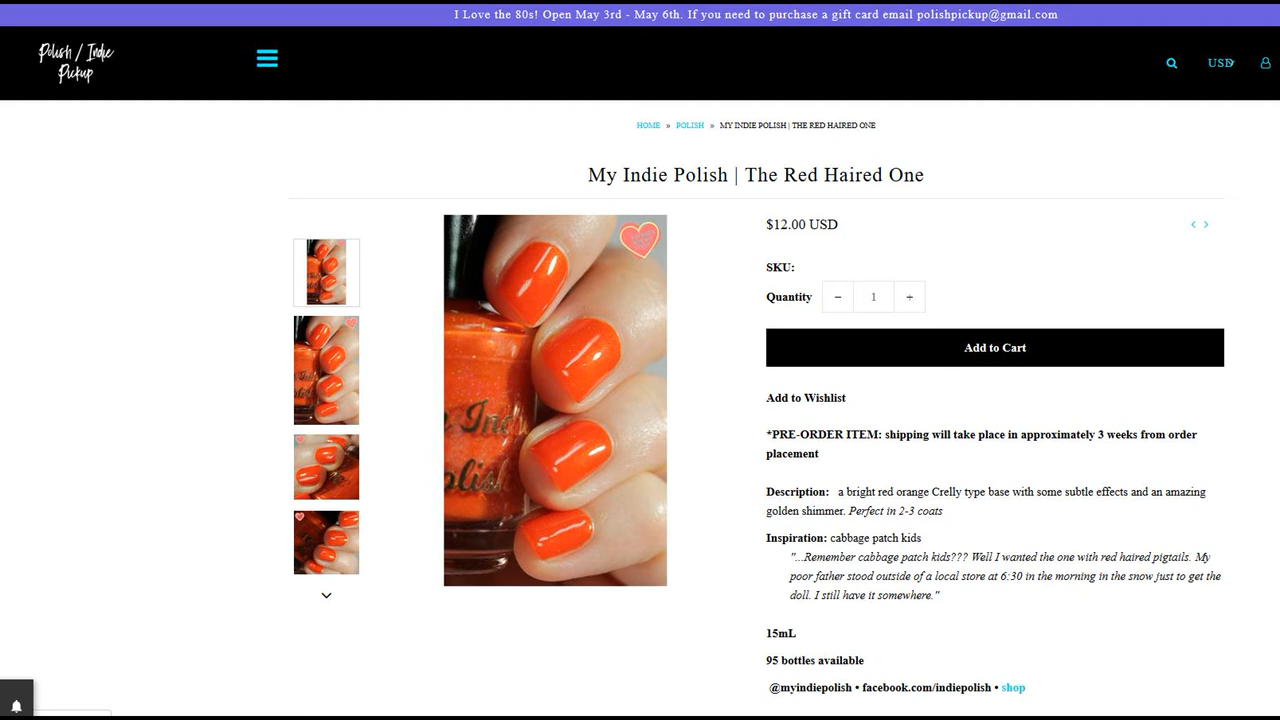 I Love the 80s! Open May 3rd - May 6th. If you need to purchase a gift card email polishpickup@gmail.com
Polish / Indie
Pickup
USD
HOME » POLISH » MY INDIE POLISH | THE RED HAIRED ONE
My Indie Polish | The Red Haired One
$12.00 USD
SKU:
Quantity − 1 +
Add to Cart
Add to Wishlist
*PRE-ORDER ITEM: shipping will take place in approximately 3 weeks from order
placement
Description: a bright red orange Crelly type base with some subtle effects and an amazing
golden shimmer. Perfect in 2-3 coats
Inspiration: cabbage patch kids
"...Remember cabbage patch kids??? Well I wanted the one with red haired pigtails. My
poor father stood outside of a local store at 6:30 in the morning in the snow just to get the
doll. I still have it somewhere."
15mL
95 bottles available
@myindiepolish • facebook.com/indiepolish • shop